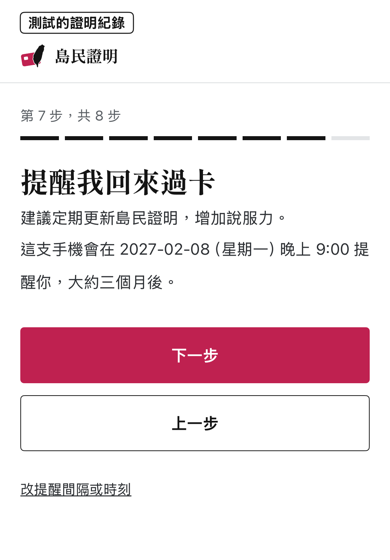 測試的證明紀錄
島民證明
第 7 步，共 8 步
提醒我回來過卡
建議定期更新島民證明，增加說服力。
這支手機會在 2027-02-08 (星期一) 晚上 9:00 提
醒你，大約三個月後。
下一步
上一步
改提醒間隔或時刻